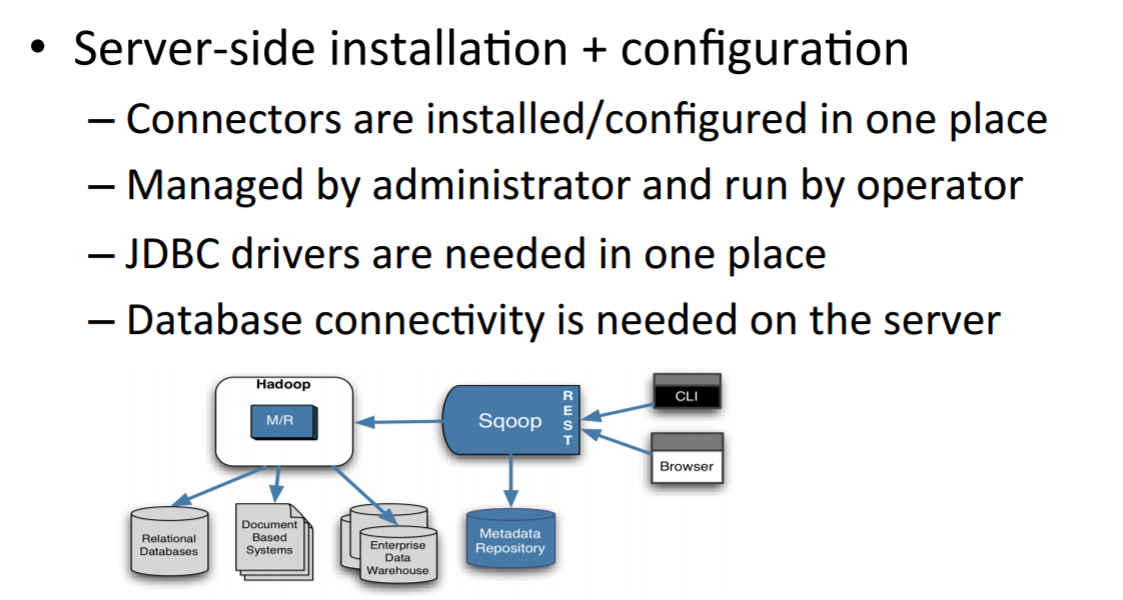 • Server-side installation + configuration
– Connectors are installed/configured in one place
– Managed by administrator and run by operator
– JDBC drivers are needed in one place
– Database connectivity is needed on the server
Hadoop
M/R
Sqoop
R
E
S
T
CLI
Browser
Relational
Databases
Document
Based
Systems
Enterprise
Data
Warehouse
Metadata
Repository